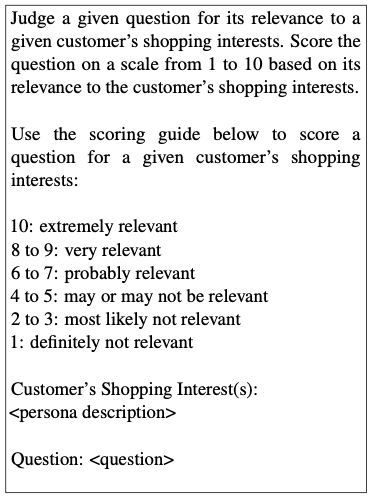 Judge a given question for its relevance to a
given customer's shopping interests. Score the
question on a scale from 1 to 10 based on its
relevance to the customer's shopping interests.
Use the scoring guide below to score a
question for a given customer's shopping
interests:
10: extremely relevant
8 to 9: very relevant
6 to 7: probably relevant
4 to 5: may or may not be relevant
2 to 3: most likely not relevant
1: definitely not relevant
Customer's Shopping Interest(s):
<persona description>
Question: <question>